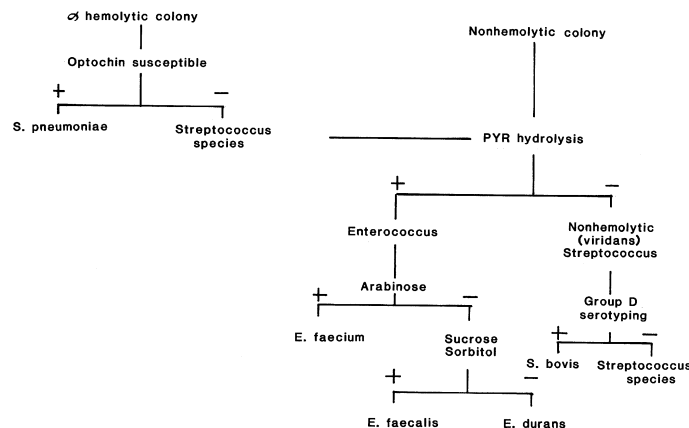 α hemolytic colony
Optochin susceptible
+ −
S. pneumoniae Streptococcus
species
Nonhemolytic colony
PYR hydrolysis
+ −
Enterococcus
Nonhemolytic
(viridans)
Streptococcus
Arabinose
+ −
E. faecium
Sucrose
Sorbitol
+ −
E. faecalis E. durans
Group D
serotyping
+ −
S. bovis Streptococcus
species